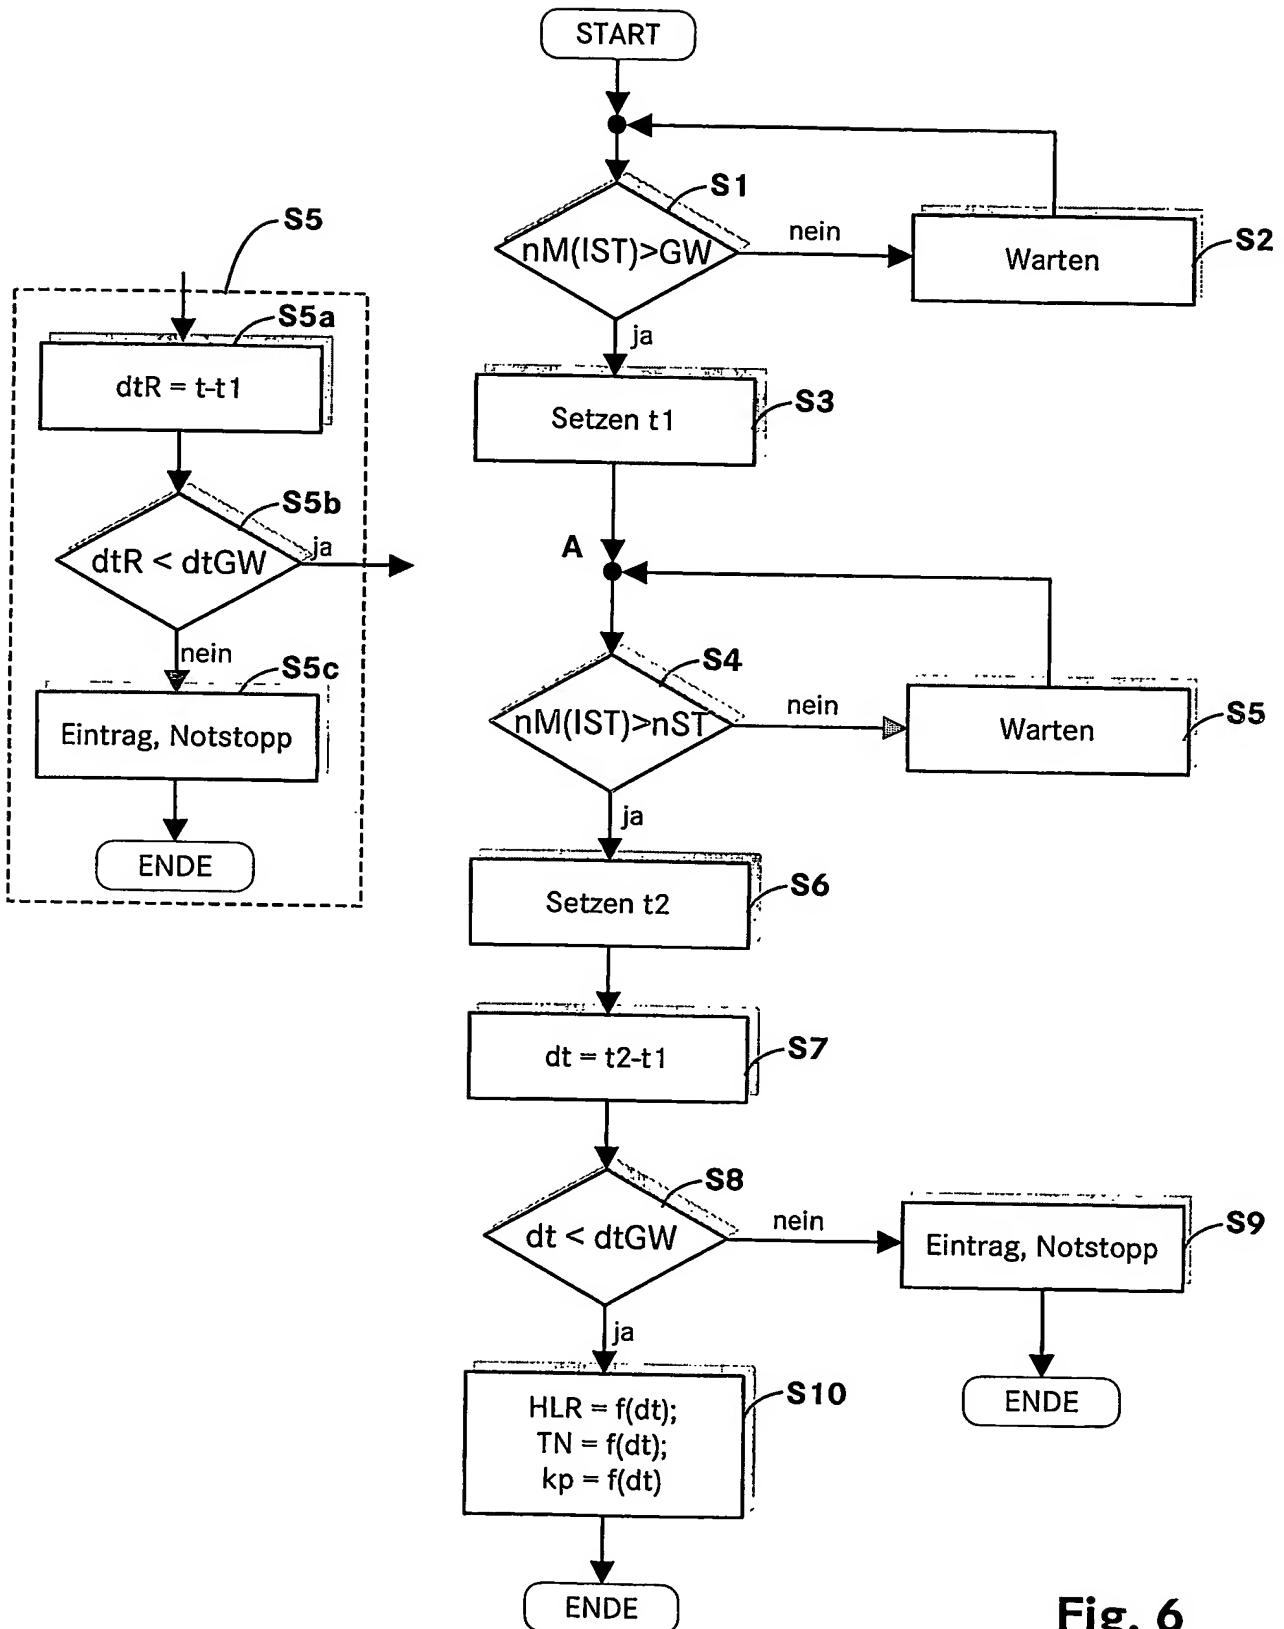 START
S1
nM(IST)>GW
nein
Warten
S2
ja
Setzen t1
S3
A
nM(IST)>nST
S4
nein
Warten
S5
ja
Setzen t2
S6
dt = t2-t1
S7
dt < dtGW
S8
nein
Eintrag, Notstopp
S9
ENDE
ja
HLR = f(dt);
TN = f(dt);
kp = f(dt)
S10
ENDE
S5
S5a
dtR = t-t1
S5b
dtR < dtGW
ja
nein
S5c
Eintrag, Notstopp
ENDE
Fig. 6